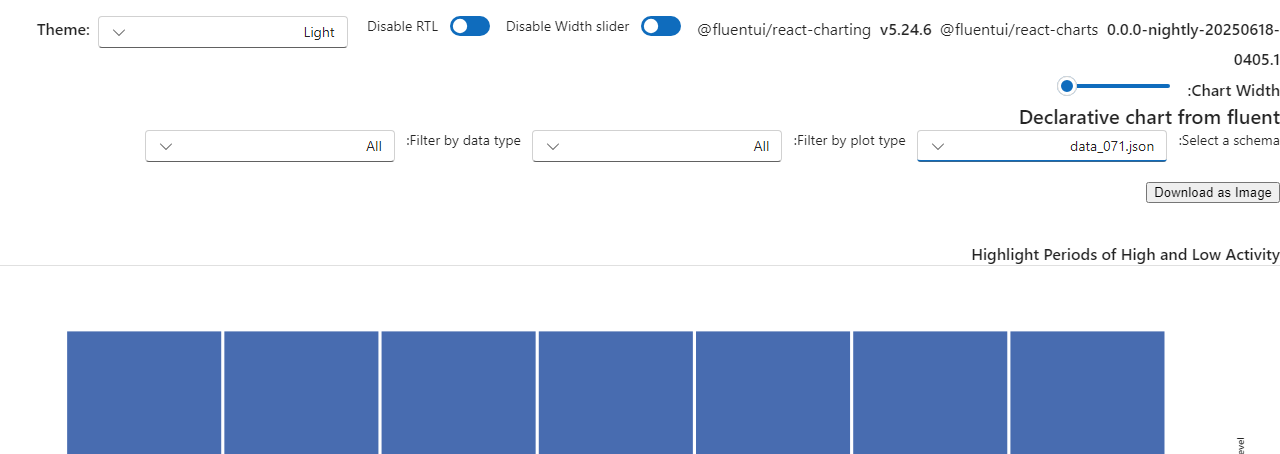 Theme:
Light
Disable RTL
Disable Width slider
@fluentui/react-charting v5.24.6 @fluentui/react-charts 0.0.0-nightly-20250618-
0405.1
:Chart Width
Declarative chart from fluent
:Select a schema
data_071.json
:Filter by plot type
All
:Filter by data type
All
Download as Image
Highlight Periods of High and Low Activity